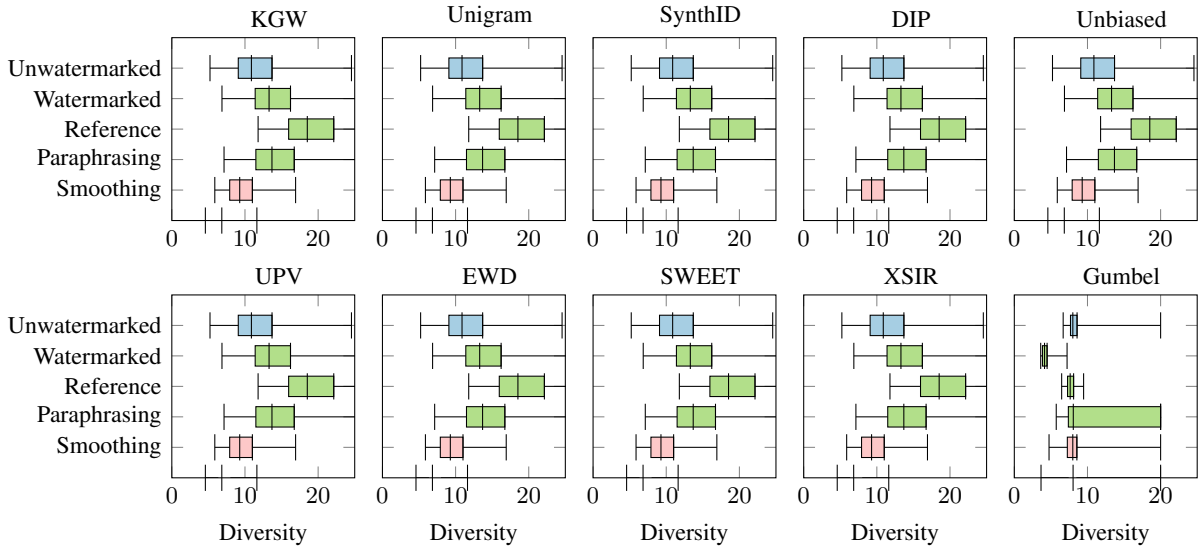 KGW Unigram SynthID DIP Unbiased
Unwatermarked
Watermarked
Reference
Paraphrasing
Smoothing
0 10 20 0 10 20 0 10 20 0 10 20 0 10 20
UPV EWD SWEET XSIR Gumbel
Unwatermarked
Watermarked
Reference
Paraphrasing
Smoothing
0 10 20 0 10 20 0 10 20 0 10 20 0 10 20
Diversity Diversity Diversity Diversity Diversity